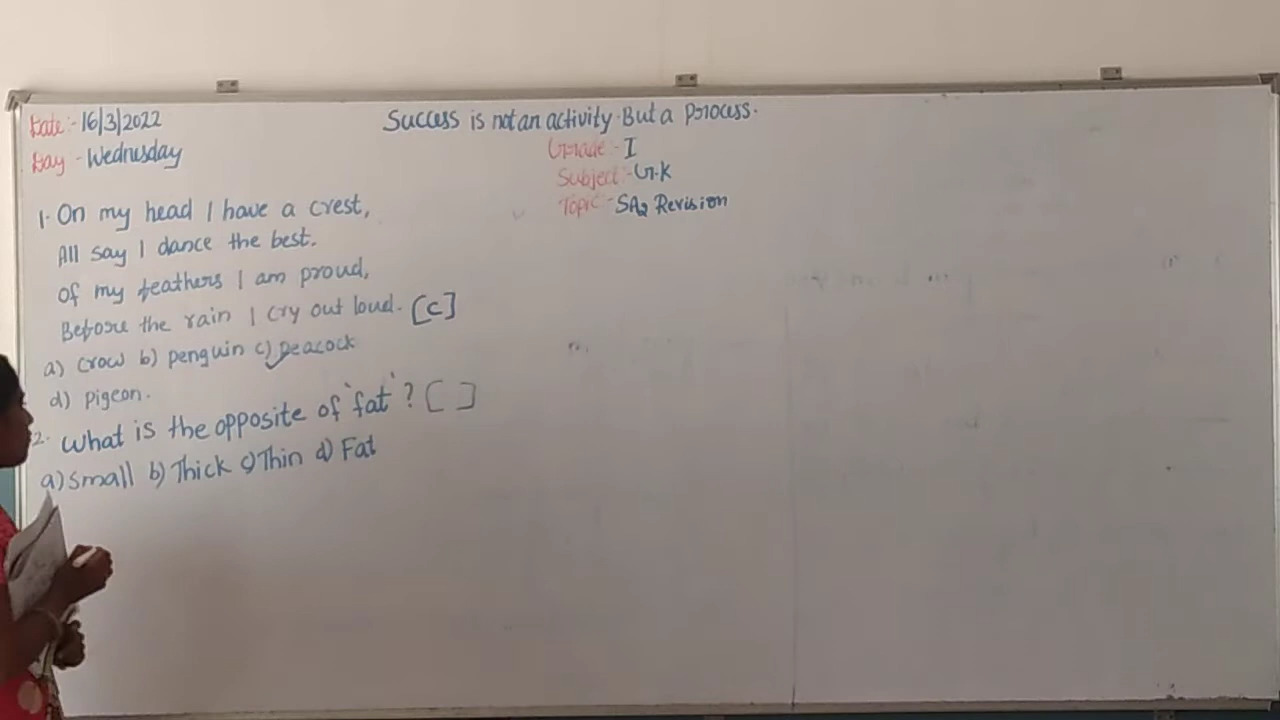 Date:- 16/3/2022
Success is not an activity. But a process.
Day - Wednesday
Grade:- I
Subject:- G.K
Topic:- SA2 Revision
1. On my head I have a crest,
All say I dance the best.
Of my feathers I am proud,
Before the rain I cry out loud. [C]
a) crow b) penguin c) peacock
d) pigeon.
2. What is the opposite of 'fat'? [ ]
a) Small b) Thick c) Thin d) Fat